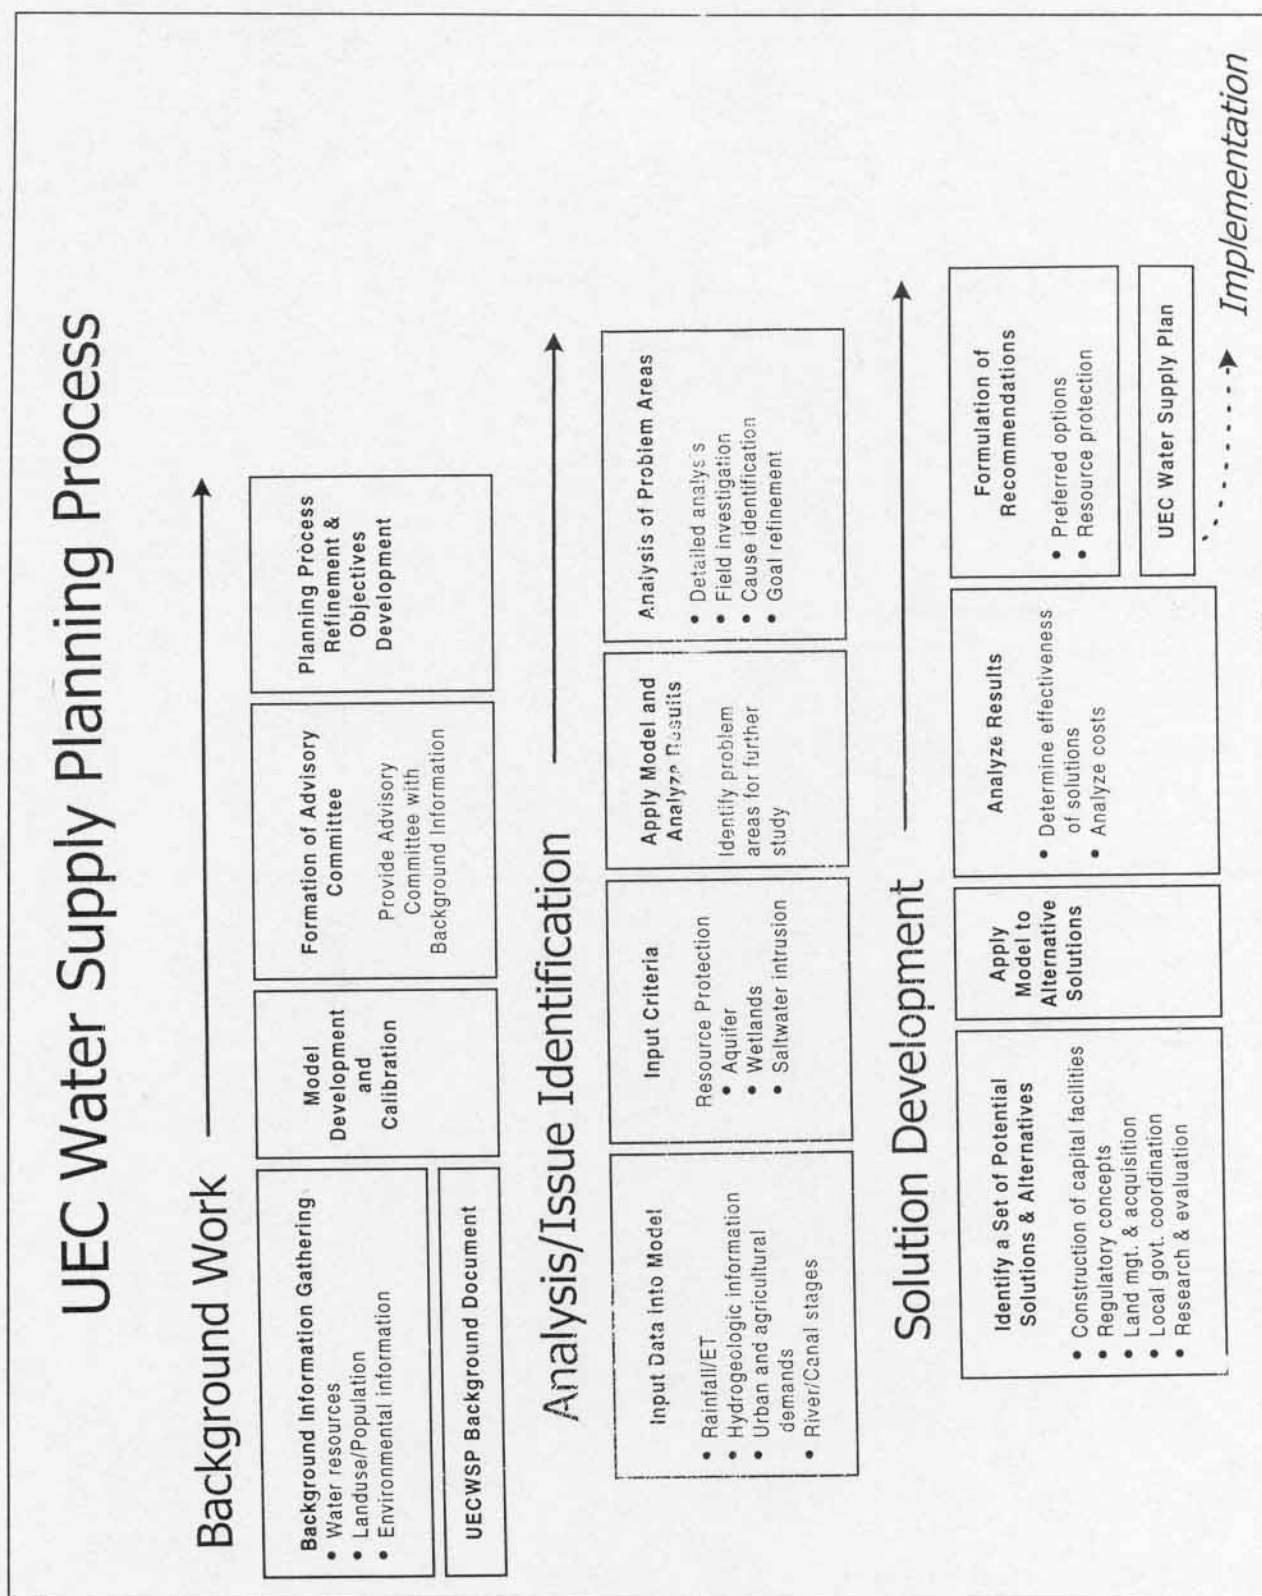 UEC Water Supply Planning Process
Background Work
Background Information Gathering
• Water resources
• Landuse/Population
• Environmental information
UECWSP Background Document
Model
Development
and
Calibration
Formation of Advisory
Committee
Provide Advisory
Committee with
Background Information
Planning Process
Refinement &
Objectives
Development
Analysis/Issue Identification
Input Data Into Model
• Rainfall/ET
• Hydrogeologic information
• Urban and agricultural
demands
• River/Canal stages
Input Criteria
Resource Protection
• Aquifer
• Wetlands
• Saltwater intrusion
Apply Model and
Analyze Results
Identify problem
areas for further
study
Analysis of Problem Areas
• Detailed analysis
• Field investigation
• Cause identification
• Goal refinement
Solution Development
Identify a Set of Potential
Solutions & Alternatives
• Construction of capital facilities
• Regulatory concepts
• Land mgt. & acquisition
• Local govt. coordination
• Research & evaluation
Apply
Model to
Alternative
Solutions
Analyze Results
• Determine effectiveness
of solutions
• Analyze costs
Formulation of
Recommendations
• Preferred options
• Resource protection
UEC Water Supply Plan
Implementation